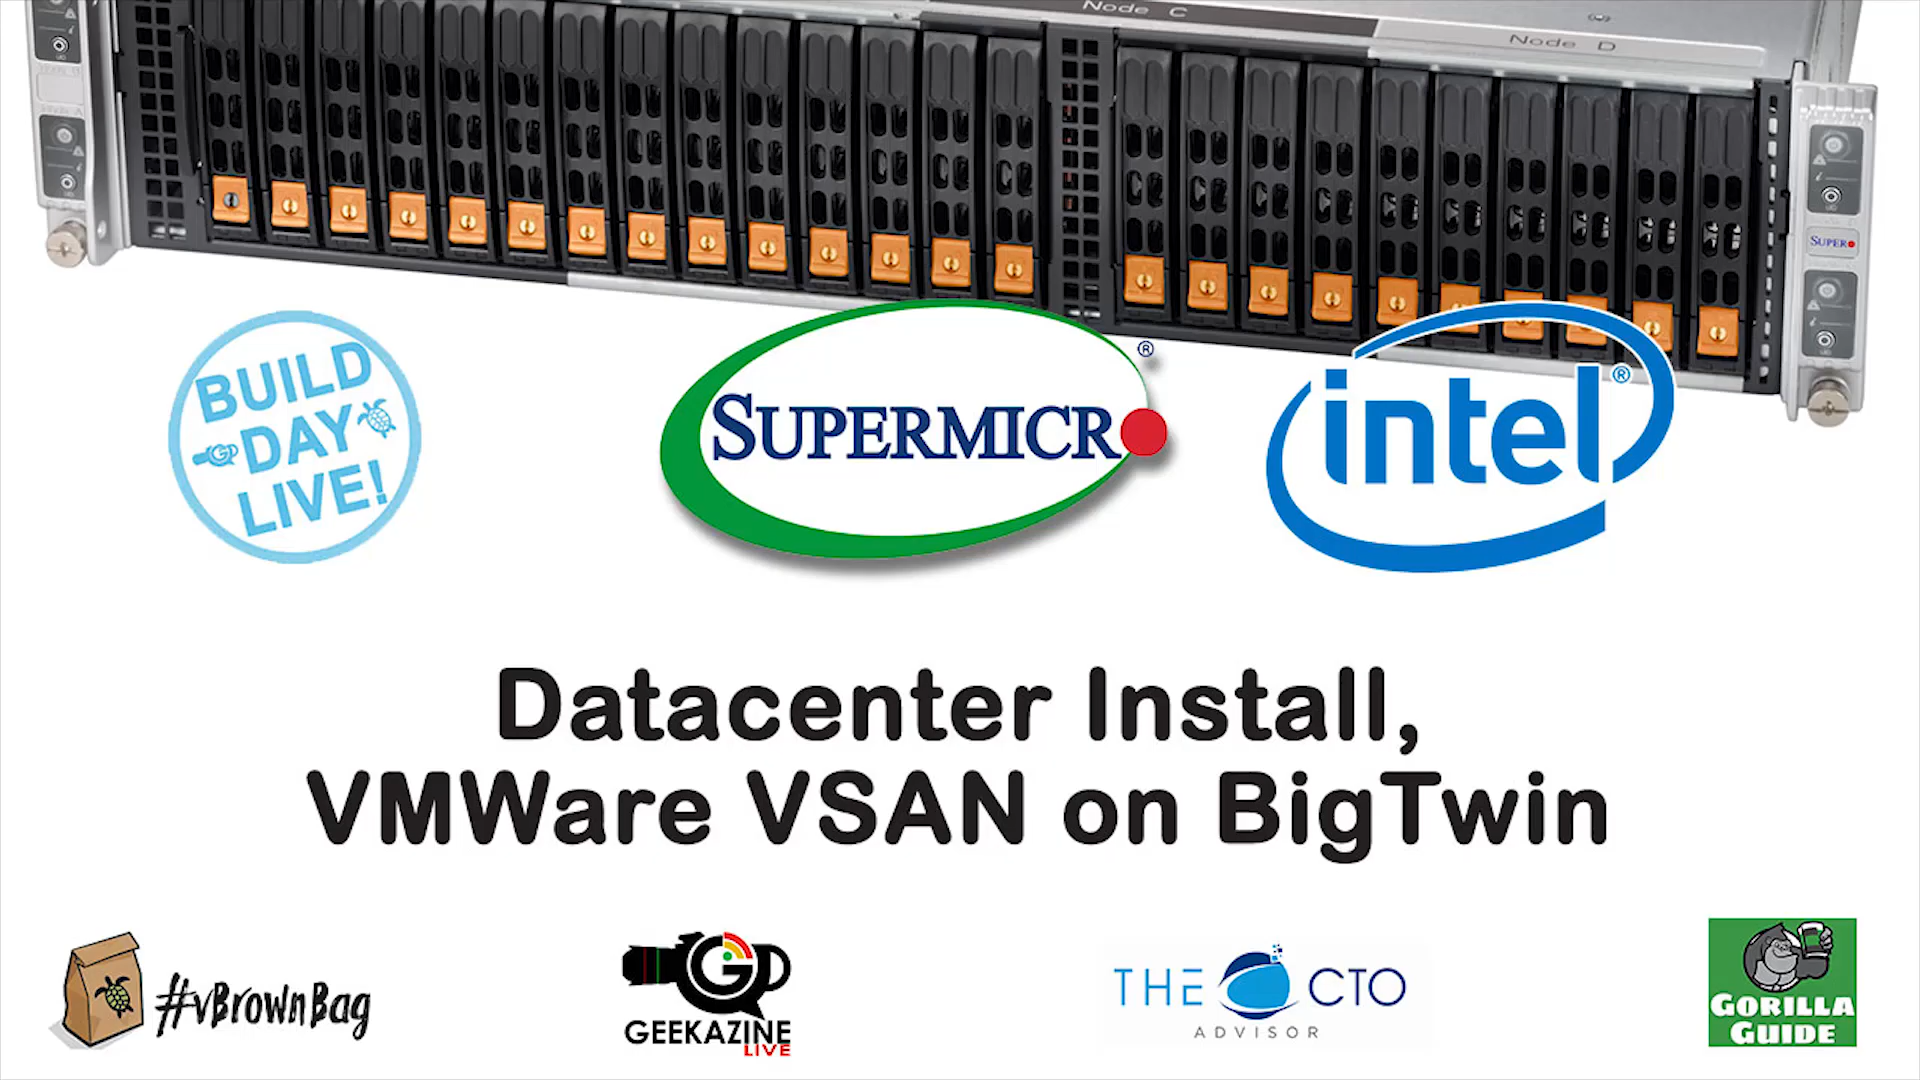 Node C
Node D
SUPER
BUILD
DAY
LIVE!
SUPERMICR
®
intel
®
Datacenter Install,
VMWare VSAN on BigTwin
#vBrownBag
GEEKAZINE
LIVE
THE CTO
ADVISOR
GORILLA
GUIDE